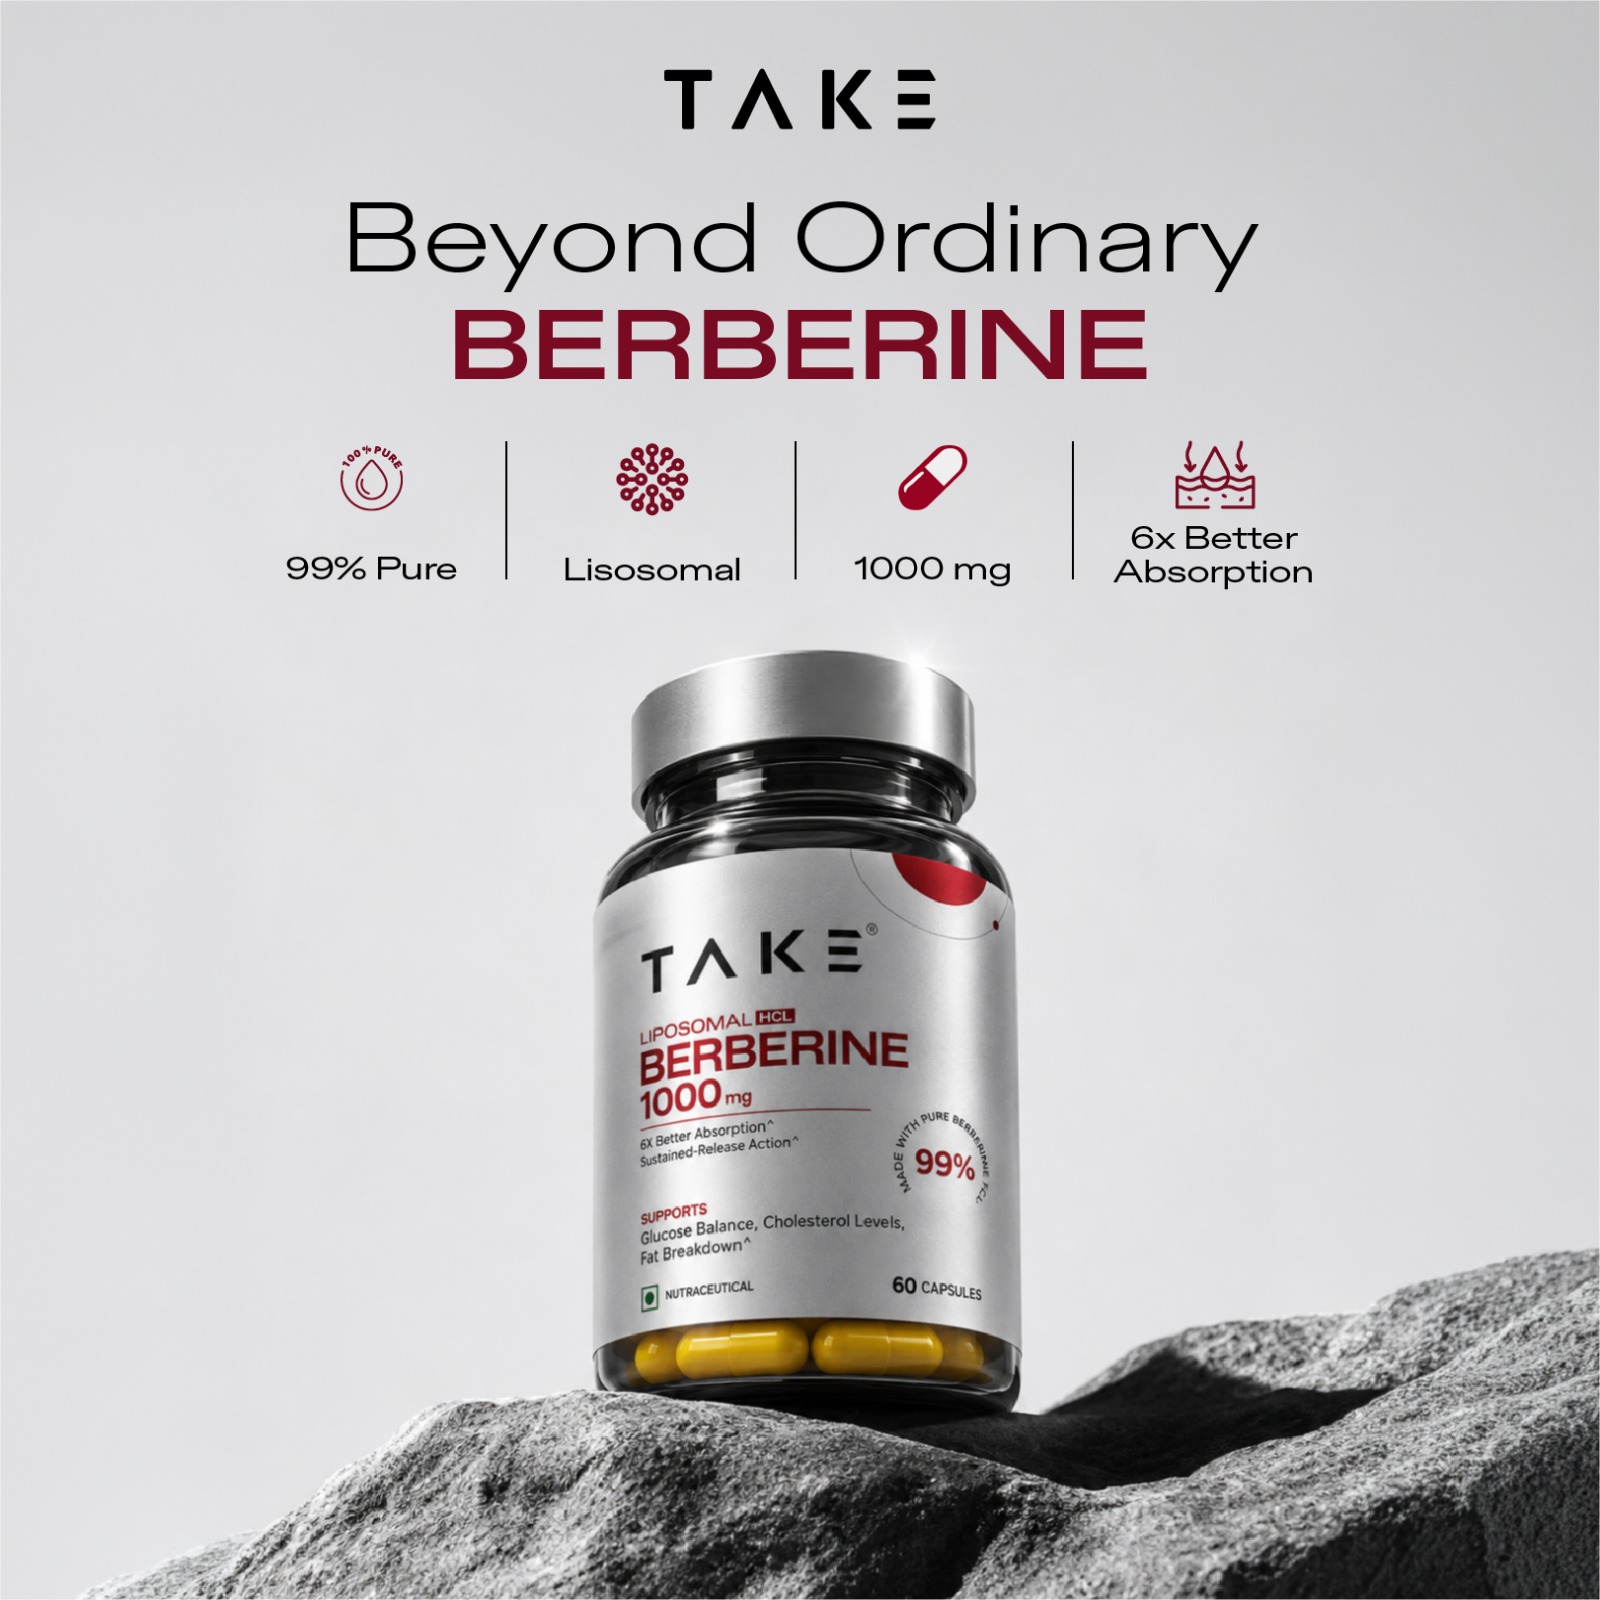 TAKE
Beyond Ordinary
BERBERINE
100% PURE
99% Pure
Lisosomal
1000 mg
6x Better
Absorption
TAKE®
LIPOSOMAL HCL
BERBERINE
1000 mg
6X Better Absorption^
Sustained-Release Action^
MADE WITH PURE BERBERINE
99%
SUPPORTS
Glucose Balance, Cholesterol Levels,
Fat Breakdown^
NUTRACEUTICAL
60 CAPSULES